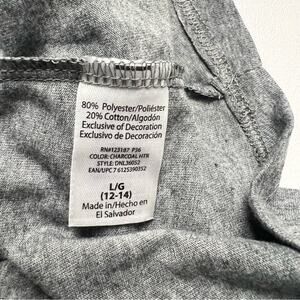 80% Polyester/Poliéster
20% Cotton/Algodón
Exclusive of Decoration
Exclusivo de Decoración
RN#123187 P36
COLOR: CHARCOAL HTR
STYLE: DNL36052
EAN/UPC 7 6125390352
L/G
(12-14)
Made in/Hecho en
El Salvador